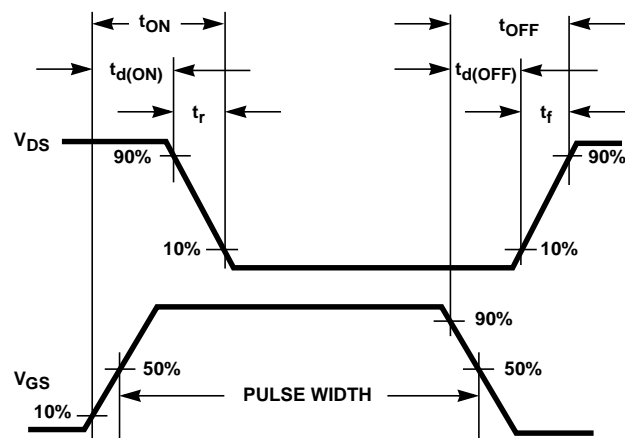 tON tOFF
td(ON) td(OFF)
tr tf
VDS
90% 90%
10% 10%
90%
50% 50%
VGS
PULSE WIDTH
10%